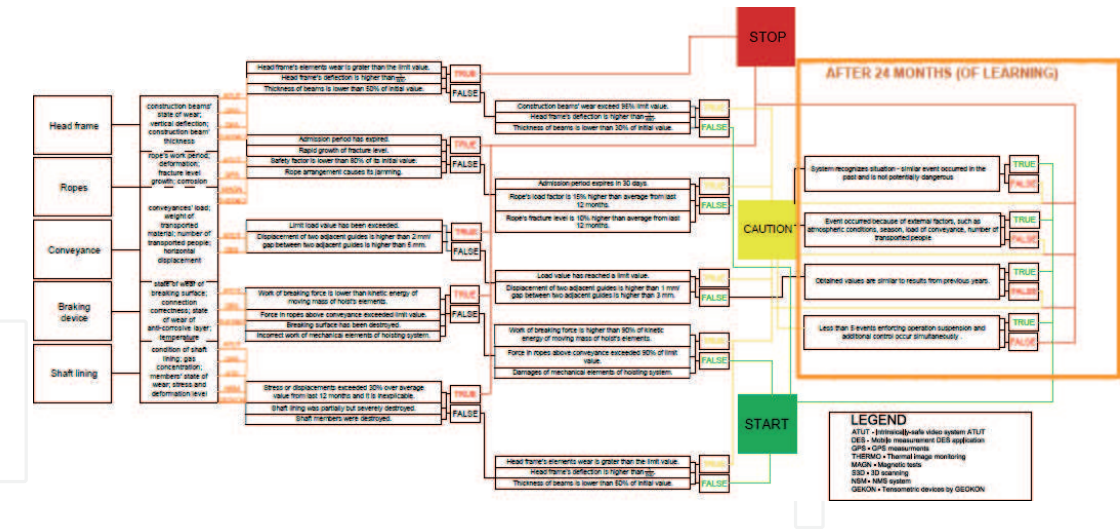 STOP
AFTER 24 MONTHS (OF LEARNING)
Head frame's elements wear is grater than the limit value.
Head frame's deflection is higher than
Thickness of beams is lower than 50% of initial value.
TRUE
FALSE
Head frame
construction beams'
state of wear;
vertical deflection;
construction beam'
thickness
Construction beams' wear exceed 95% limit value.
Head frame's deflection is higher than
Thickness of beams is lower than 30% of initial value.
TRUE
FALSE
Ropes
rope's work period;
deformation;
fracture level
growth; corrosion
Admission period has expired.
Rapid growth of fracture level.
Safety factor is lower than 80% of its initial value.
Rope arrangement causes its jamming.
TRUE
FALSE
Admission period expires in 30 days.
Rope's load factor is 15% higher than average from last
12 months.
Rope's fracture level is 10% higher than average from last
12 months.
TRUE
FALSE
CAUTION
System recognizes situation - similar event occurred in the
past and is not potentially dangerous
TRUE
FALSE
Event occurred because of external factors, such as
atmospheric conditions, season, load of conveyance, number of
transported people.
TRUE
FALSE
Conveyance
conveyances' load;
weight of
transported
material; number of
transported people;
horizontal
displacement
Limit load value has been exceeded.
Displacement of two adjacent guides is higher than 2 mm/
gap between two adjacent guides is higher than 5 mm.
TRUE
FALSE
Load value has reached a limit value.
Displacement of two adjacent guides is higher than 1 mm/
gap between two adjacent guides is higher than 3 mm.
TRUE
FALSE
Obtained values are similar to results from previous years.
TRUE
FALSE
Braking
device
state of wear of
breaking surface;
connection
correctness; state
of wear of
anti-corrosive layer;
temperature
Work of breaking force is lower than kinetic energy of
moving mass of hoist's elements.
Force in ropes above conveyance exceeded limit value.
Breaking surface has been destroyed.
Incorrect work of mechanical elements of hoisting system.
TRUE
FALSE
Work of breaking force is higher than 90% of kinetic
energy of moving mass of hoist's elements.
Force in ropes above conveyance exceeded 90% of limit
value.
Damages of mechanical elements of hoisting system.
TRUE
FALSE
Less than 5 events enforcing operation suspension and
additional control occur simultaneously .
TRUE
FALSE
Shaft lining
condition of shaft
lining; gas
concentration;
members' state of
wear; stress and
deformation level
Stress or displacements exceeded 30% over average
value from last 12 months and it is inexplicable.
Shaft lining was partially but severely destroyed.
Shaft members were destroyed.
TRUE
FALSE
START
Head frame's elements wear is grater than the limit value.
Head frame's deflection is higher than
Thickness of beams is lower than 50% of initial value.
TRUE
FALSE
LEGEND
ATUT - Intrinsically-safe video system ATUT
DES - Mobile measurement DES application
GPS - GPS measurments
THERMO - Thermal image monitoring
MAGN - Magnetic tests
S3D - 3D scanning
NSM - NMS system
GEKON - Tensometric devices by GEOKON